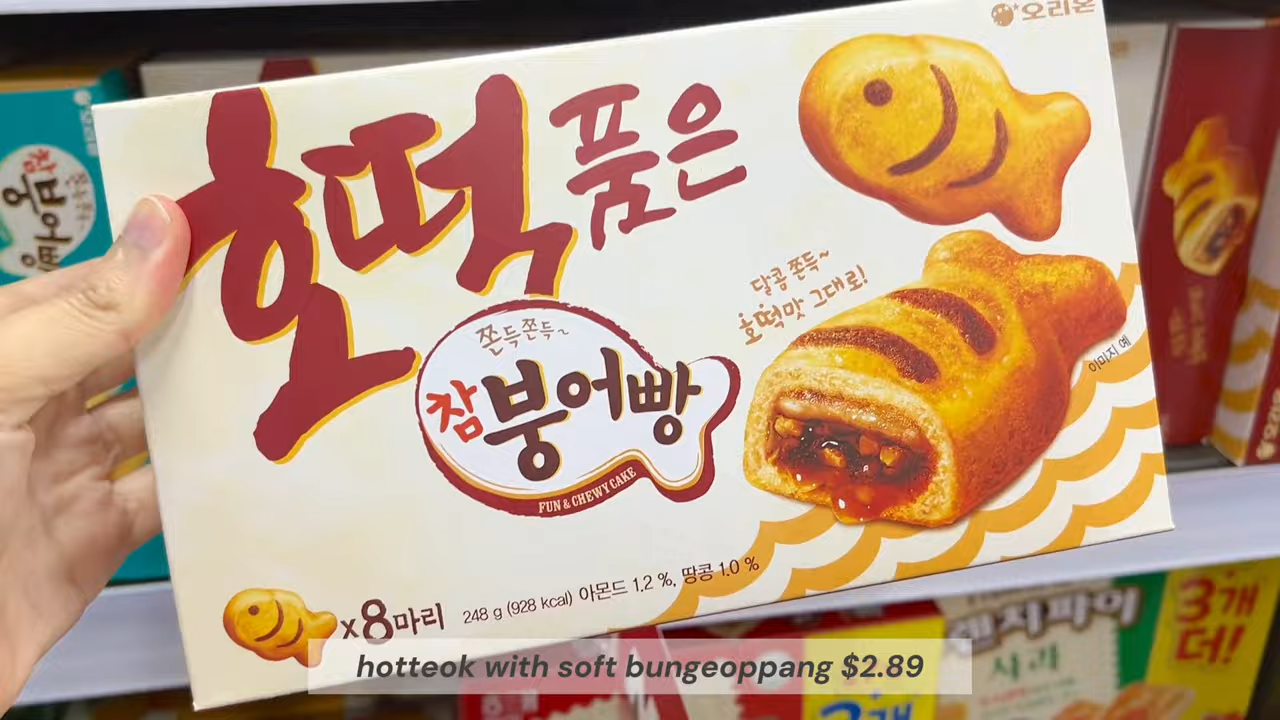 오리온
호떡 품은
달콤 쫀득~
호떡맛 그대로!
쫀득쫀득~
참붕어빵
FUN & CHEWY CAKE
이미지 예
x8마리 248 g (928 kcal) 아몬드 1.2 %, 땅콩 1.0 %
3개
더!
사과
hotteok with soft bungeoppang $2.89